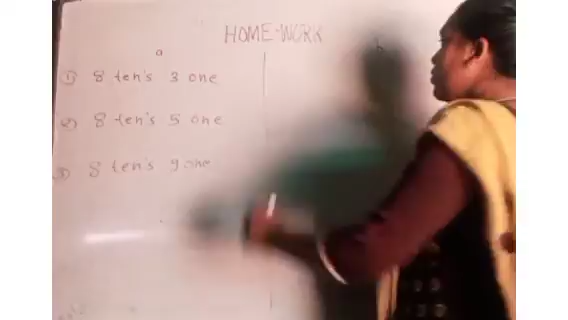 HOME-WORK
a b
① 8 ten's 3 one
② 8 ten's 5 one
③ 8 ten's 9 one